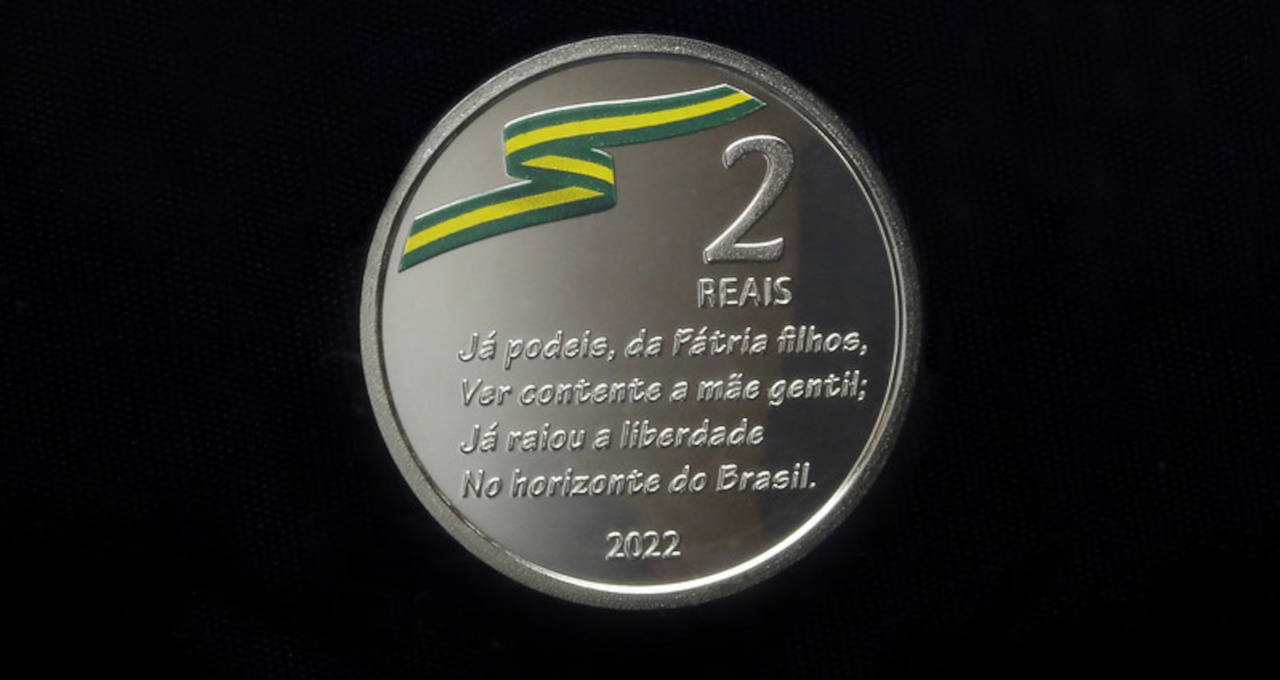 2
REAIS
Já podeis, da Pátria filhos,
Ver contente a mãe gentil;
Já raiou a liberdade
No horizonte do Brasil.
2022